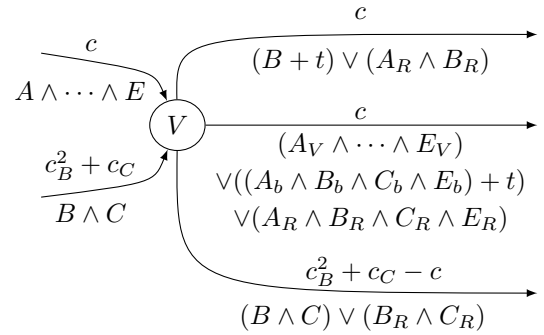 c
(B + t) ∨ (A_R ∧ B_R)
c
A ∧ ⋯ ∧ E
V
c
(A_V ∧ ⋯ ∧ E_V)
∨((A_b ∧ B_b ∧ C_b ∧ E_b) + t)
∨(A_R ∧ B_R ∧ C_R ∧ E_R)
c_B^2 + c_C
B ∧ C
c_B^2 + c_C − c
(B ∧ C) ∨ (B_R ∧ C_R)